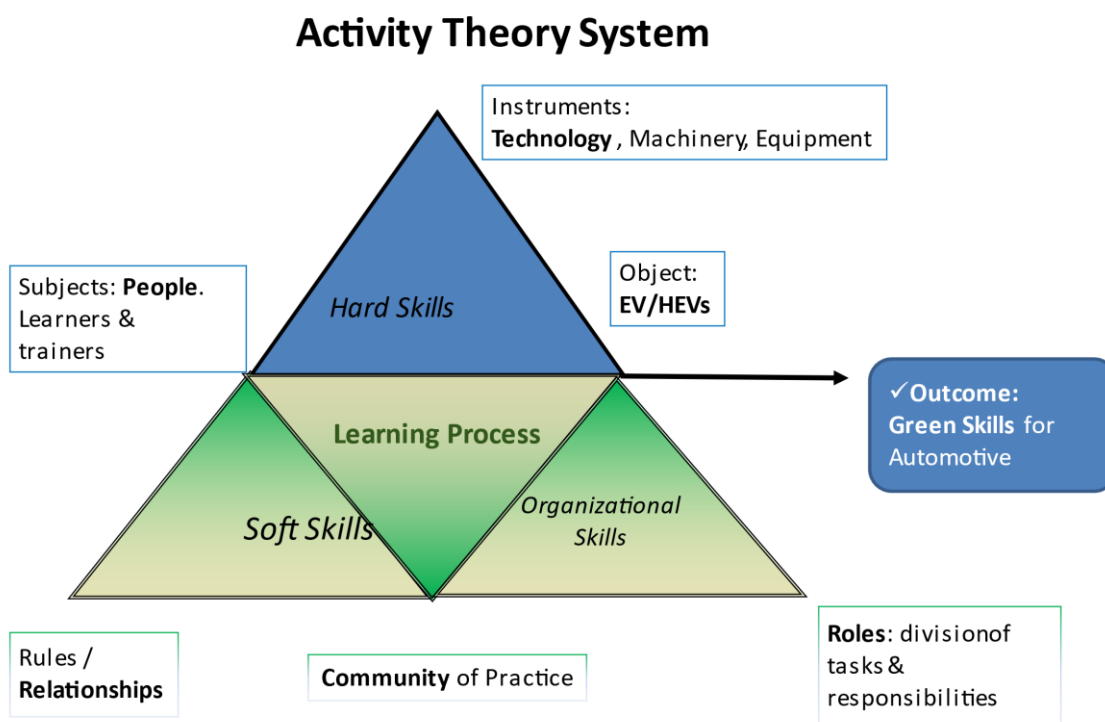 Activity Theory System
Instruments:
Technology , Machinery, Equipment
Subjects: People.
Learners &
trainers
Hard Skills
Object:
EV/HEVs
✓Outcome:
Green Skills for
Automotive
Learning Process
Soft Skills
Organizational
Skills
Rules /
Relationships
Community of Practice
Roles: divisionof
tasks &
responsibilities